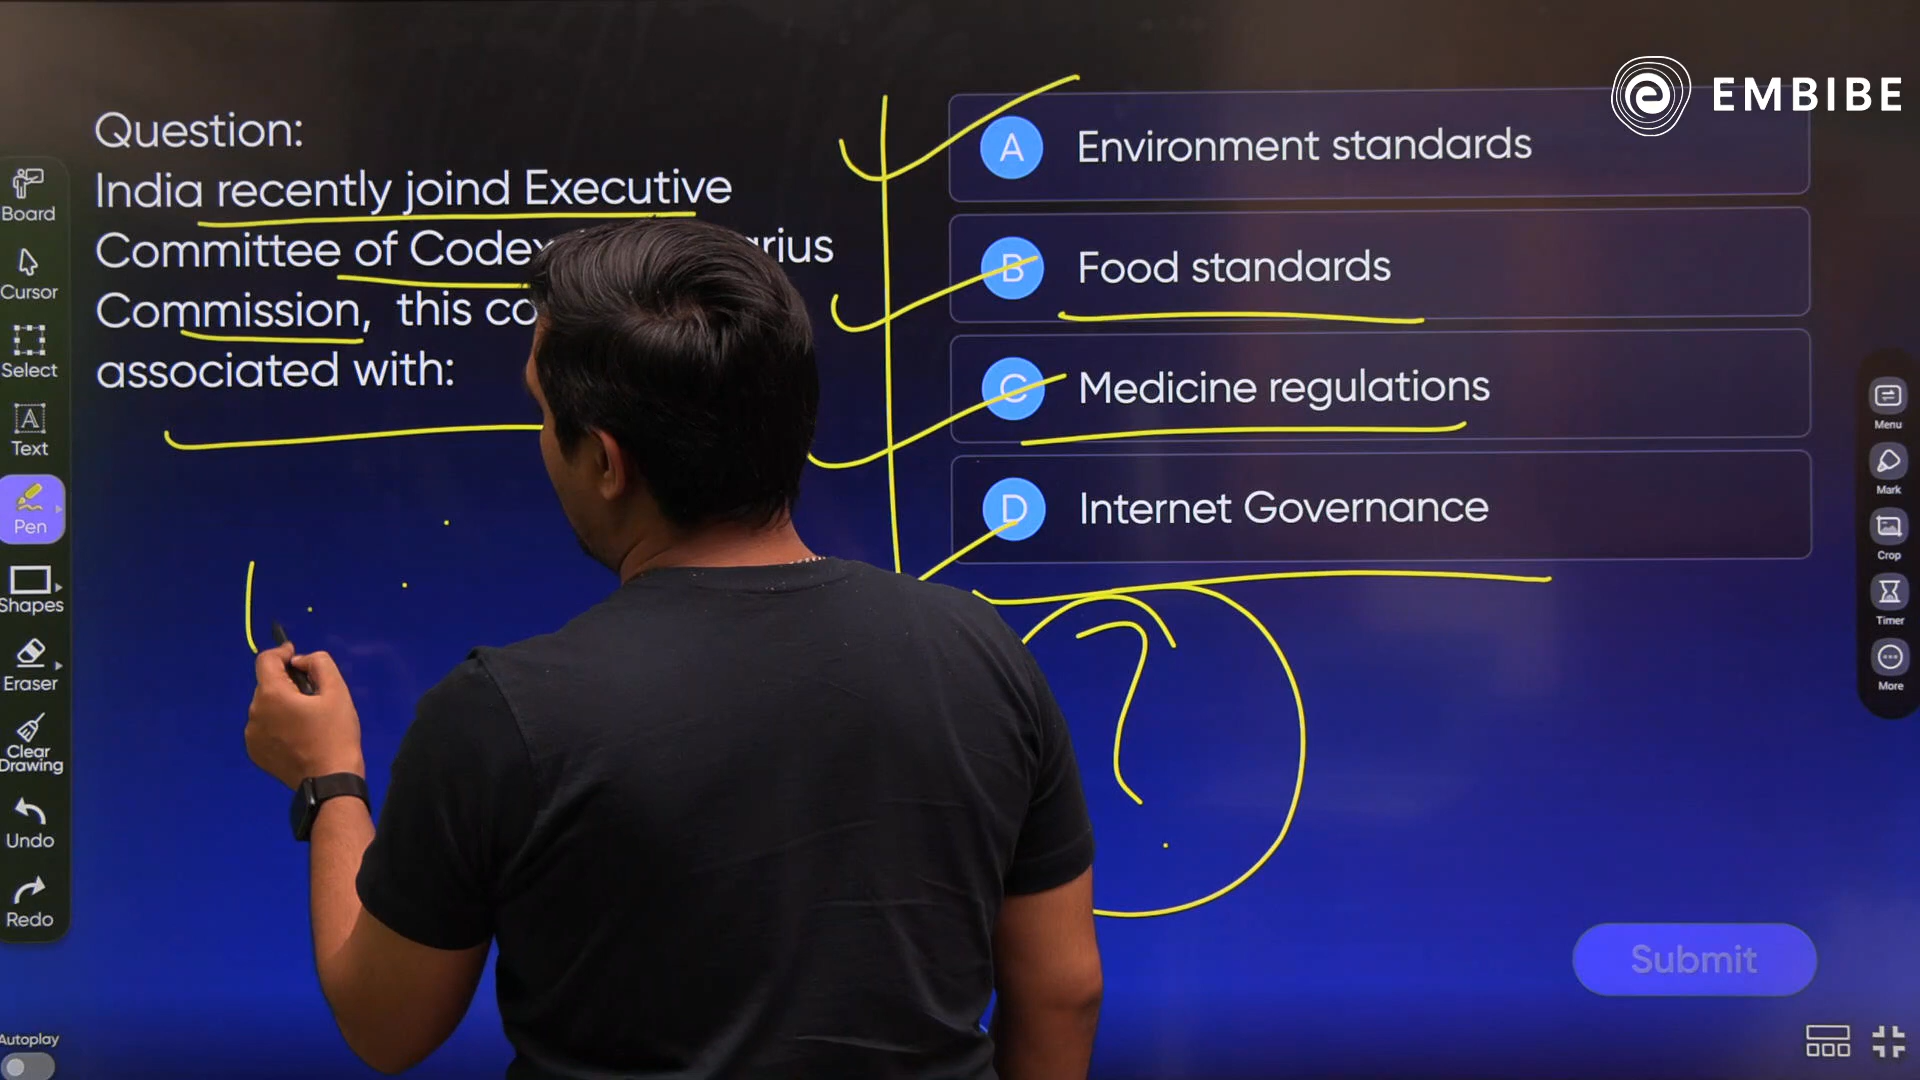 EMBIBE
Question:
India recently joind Executive
Committee of Codex
Commission, this
associated with:
A Environment standards
B Food standards
C Medicine regulations
D Internet Governance
?
Submit
Board
Cursor
Select
A
Text
Pen
Shapes
Eraser
Clear
Drawing
Undo
Redo
Autoplay
Menu
Mark
Crop
Timer
More